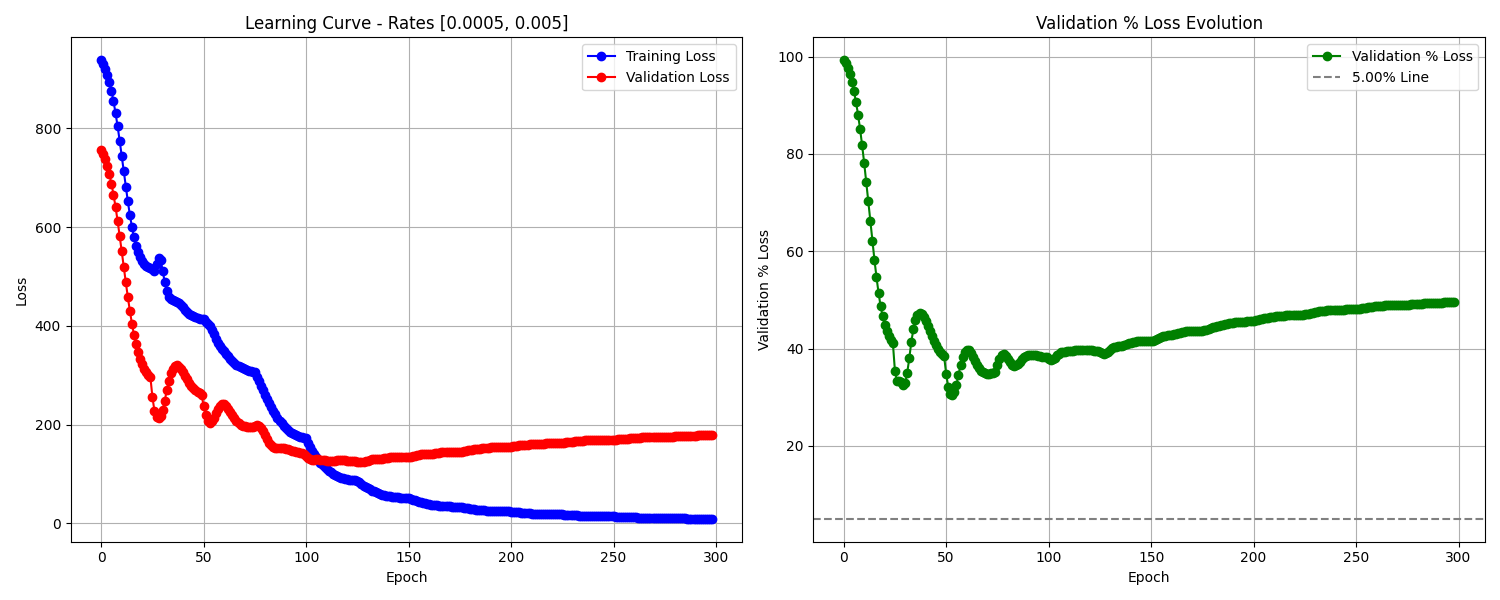 Learning Curve - Rates [0.0005, 0.005]
Training Loss
Validation Loss
Loss
800
600
400
200
0
0 50 100 150 200 250 300
Epoch
Validation % Loss Evolution
Validation % Loss
5.00% Line
Validation % Loss
100
80
60
40
20
0 50 100 150 200 250 300
Epoch